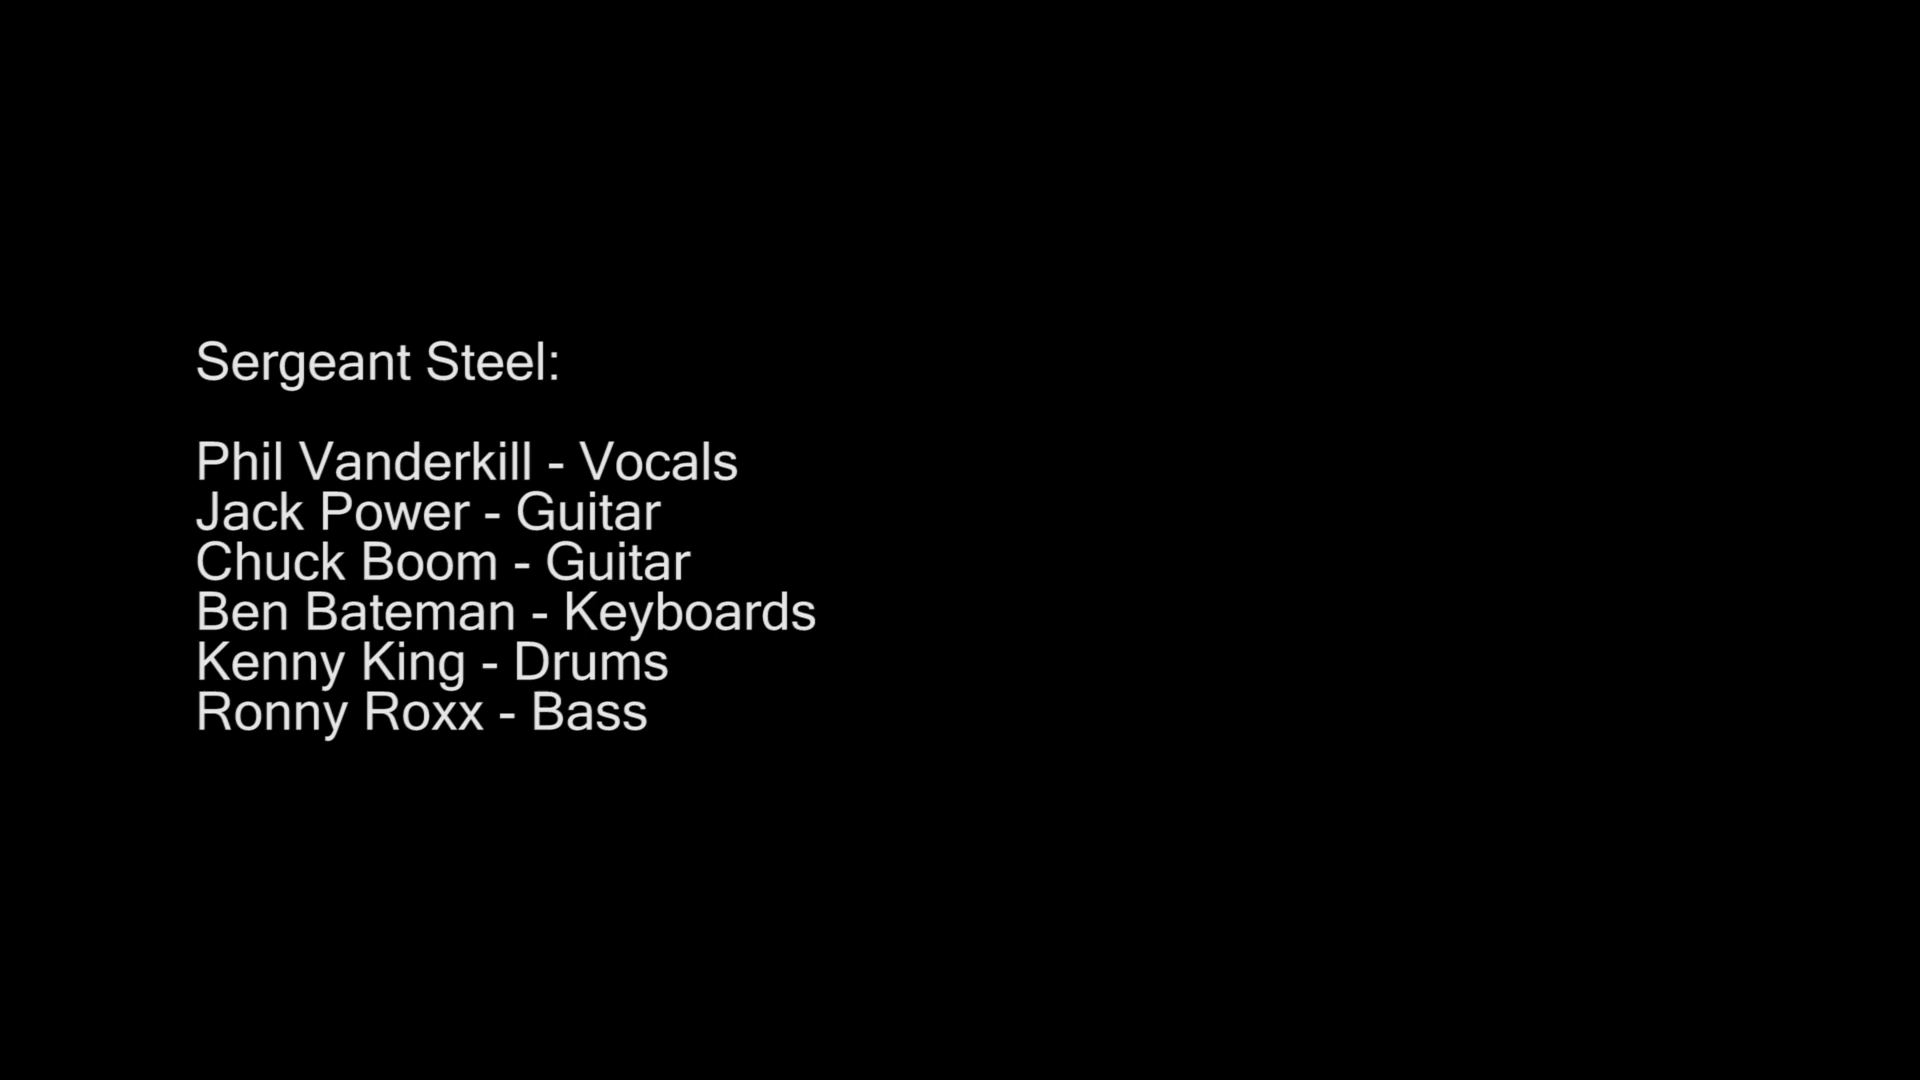 Sergeant Steel:
Phil Vanderkill - Vocals
Jack Power - Guitar
Chuck Boom - Guitar
Ben Bateman - Keyboards
Kenny King - Drums
Ronny Roxx - Bass